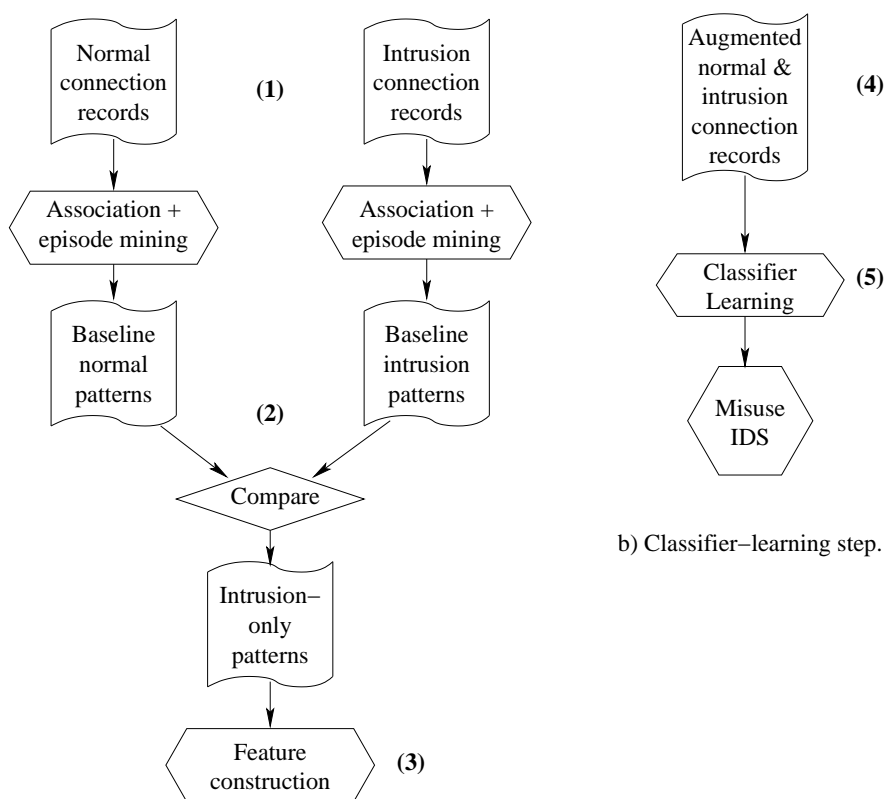 Normal
connection
records
(1)
Intrusion
connection
records
Association +
episode mining
Association +
episode mining
Baseline
normal
patterns
Baseline
intrusion
patterns
(2)
Compare
Intrusion−
only
patterns
Feature
construction
(3)
Augmented
normal &
intrusion
connection
records
(4)
Classifier
Learning
(5)
Misuse
IDS
b) Classifier−learning step.